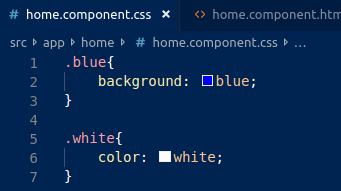 # home.component.css × <> home.component.htm
src > app > home > # home.component.css > ...
1 .blue{
2 background: blue;
3 }
4
5 .white{
6 color: white;
7 }